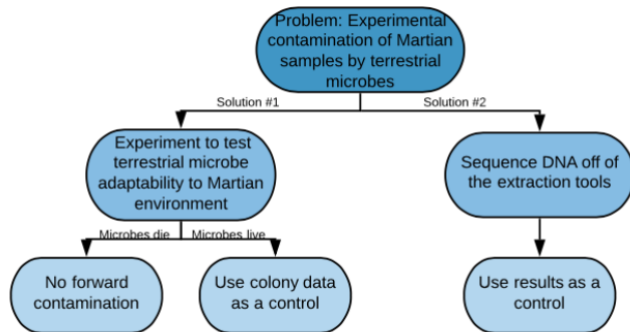 Problem: Experimental
contamination of Martian
samples by terrestrial
microbes
Solution #1
Solution #2
Experiment to test
terrestrial microbe
adaptability to Martian
environment
Sequence DNA off of
the extraction tools
Microbes die
Microbes live
No forward
contamination
Use colony data
as a control
Use results as a
control